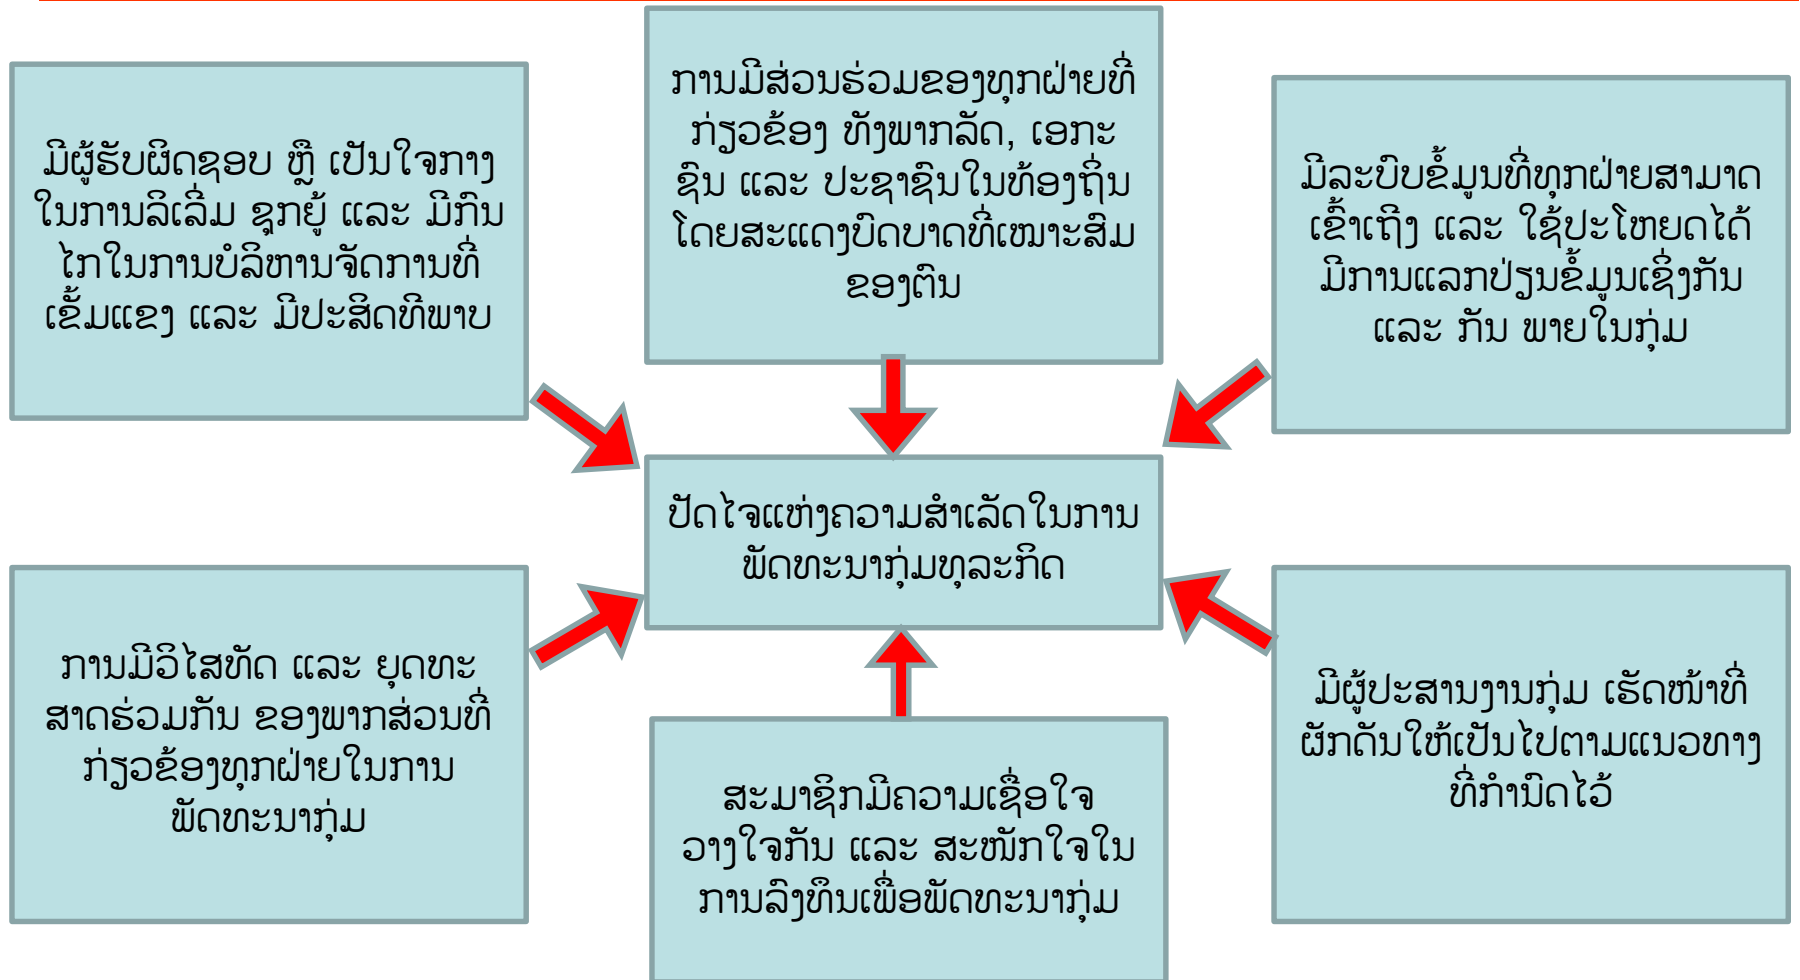 ມີຜູ້ຮັບຜິດຊອບ ຫຼື ເປັນໃຈກາງ
ໃນການລິເລີ່ມ ຊຸກຍູ້ ແລະ ມີກົນ
ໄກໃນການບໍລິຫານຈັດການທີ່
ເຂັ້ມແຂງ ແລະ ມີປະສິດທິພາບ
ການມີສ່ວນຮ່ວມຂອງທຸກຝ່າຍທີ່
ກ່ຽວຂ້ອງ ທັງພາກລັດ, ເອກະ
ຊົນ ແລະ ປະຊາຊົນໃນທ້ອງຖິ່ນ
ໂດຍສະແດງບົດບາດທີ່ເໝາະສົມ
ຂອງຕົນ
ມີລະບົບຂໍ້ມູນທີ່ທຸກຝ່າຍສາມາດ
ເຂົ້າເຖິງ ແລະ ໃຊ້ປະໂຫຍດໄດ້
ມີການແລກປ່ຽນຂໍ້ມູນເຊິ່ງກັນ
ແລະ ກັນ ພາຍໃນກຸ່ມ
ປັດໄຈແຫ່ງຄວາມສຳເລັດໃນການ
ພັດທະນາກຸ່ມທຸລະກິດ
ການມີວິໄສທັດ ແລະ ຍຸດທະ
ສາດຮ່ວມກັນ ຂອງພາກສ່ວນທີ່
ກ່ຽວຂ້ອງທຸກຝ່າຍໃນການ
ພັດທະນາກຸ່ມ
ສະມາຊິກມີຄວາມເຊື່ອໃຈ
ວາງໃຈກັນ ແລະ ສະໝັກໃຈໃນ
ການລົງທຶນເພື່ອພັດທະນາກຸ່ມ
ມີຜູ້ປະສານງານກຸ່ມ ເຮັດໜ້າທີ່
ຜັກດັນໃຫ້ເປັນໄປຕາມແນວທາງ
ທີ່ກຳນົດໄວ້